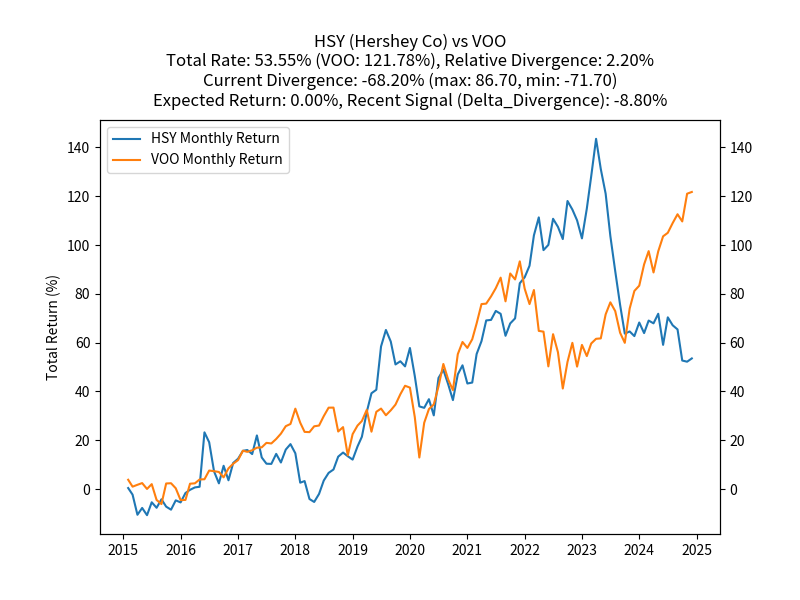 HSY (Hershey Co) vs VOO
Total Rate: 53.55% (VOO: 121.78%), Relative Divergence: 2.20%
Current Divergence: -68.20% (max: 86.70, min: -71.70)
Expected Return: 0.00%, Recent Signal (Delta_Divergence): -8.80%
HSY Monthly Return
VOO Monthly Return
Total Return (%)
140
120
100
80
60
40
20
0
140
120
100
80
60
40
20
0
2015 2016 2017 2018 2019 2020 2021 2022 2023 2024 2025